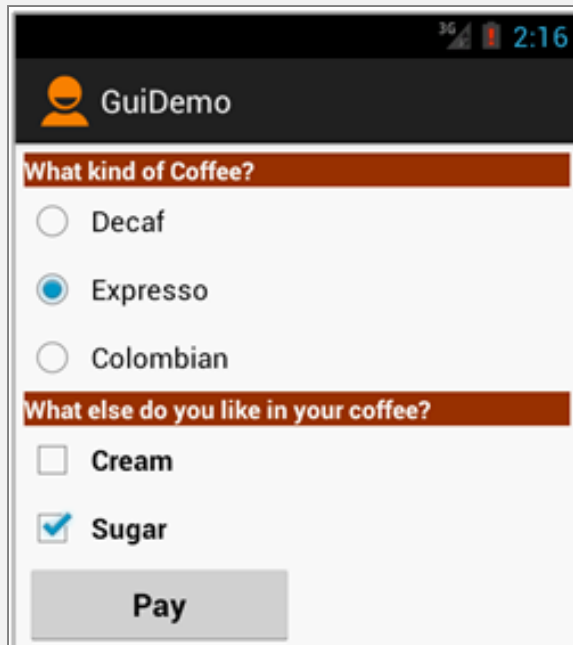 3G 2:16
GuiDemo
What kind of Coffee?
Decaf
Expresso
Colombian
What else do you like in your coffee?
Cream
Sugar
Pay